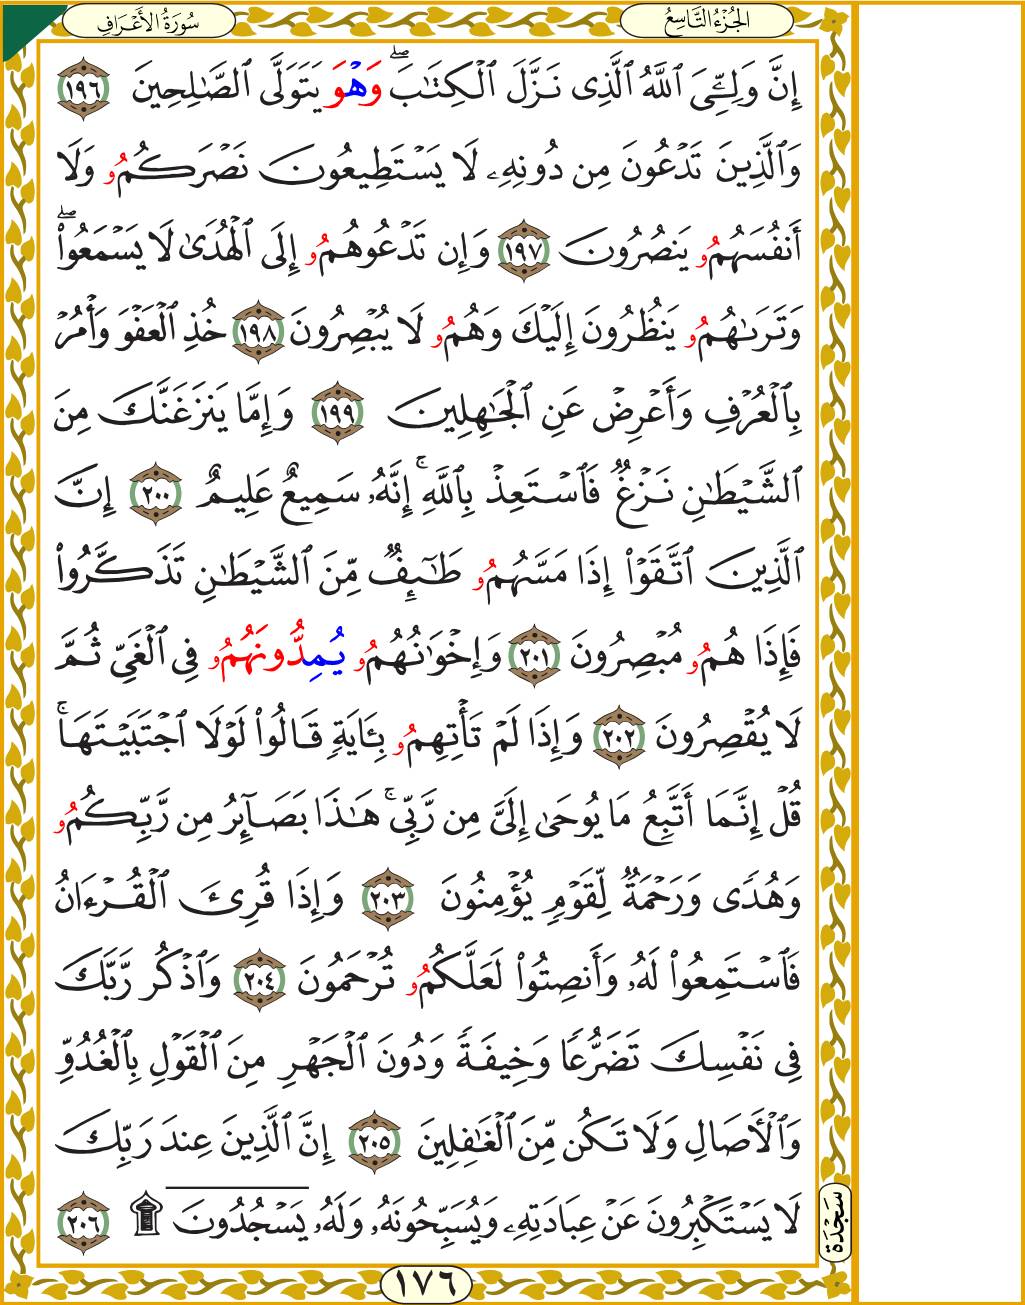 سُورَةُ الأَعْرَافِ
الجُزْءُ التَّاسِعُ
إِنَّ وَلِـِّۧيَ ٱللَّهُ ٱلَّذِى نَزَّلَ ٱلْكِتَٰبَ ۖ وَهْوَ يَتَوَلَّى ٱلصَّٰلِحِينَ ١٩٦
وَٱلَّذِينَ تَدْعُونَ مِن دُونِهِۦ لَا يَسْتَطِيعُونَ نَصْرَكُمُۥ وَلَا
أَنفُسَهُمُۥ يَنصُرُونَ ١٩٧ وَإِن تَدْعُوهُمُۥ إِلَى ٱلْهُدَىٰ لَا يَسْمَعُوا۟ ۖ
وَتَرَىٰهُمُۥ يَنظُرُونَ إِلَيْكَ وَهُمُۥ لَا يُبْصِرُونَ ١٩٨ خُذِ ٱلْعَفْوَ وَأْمُرْ
بِٱلْعُرْفِ وَأَعْرِضْ عَنِ ٱلْجَٰهِلِينَ ١٩٩ وَإِمَّا يَنزَغَنَّكَ مِنَ
ٱلشَّيْطَٰنِ نَزْغٌ فَٱسْتَعِذْ بِٱللَّهِ ۚ إِنَّهُۥ سَمِيعٌ عَلِيمٌ ٢٠٠ إِنَّ
ٱلَّذِينَ ٱتَّقَوْا۟ إِذَا مَسَّهُمُۥ طَٰٓئِفٌ مِّنَ ٱلشَّيْطَٰنِ تَذَكَّرُوا۟
فَإِذَا هُمُۥ مُبْصِرُونَ ٢٠١ وَإِخْوَٰنُهُمُۥ يُمِدُّونَهُمُۥ فِى ٱلْغَىِّ ثُمَّ
لَا يُقْصِرُونَ ٢٠٢ وَإِذَا لَمْ تَأْتِهِمُۥ بِـَٔايَةٍ قَالُوا۟ لَوْلَا ٱجْتَبَيْتَهَا ۚ
قُلْ إِنَّمَا أَتَّبِعُ مَا يُوحَىٰ إِلَىَّ مِن رَّبِّى ۚ هَٰذَا بَصَآئِرُ مِن رَّبِّكُمُۥ
وَهُدًى وَرَحْمَةٌ لِّقَوْمٍ يُؤْمِنُونَ ٢٠٣ وَإِذَا قُرِئَ ٱلْقُرْءَانُ
فَٱسْتَمِعُوا۟ لَهُۥ وَأَنصِتُوا۟ لَعَلَّكُمُۥ تُرْحَمُونَ ٢٠٤ وَٱذْكُر رَّبَّكَ
فِى نَفْسِكَ تَضَرُّعًا وَخِيفَةً وَدُونَ ٱلْجَهْرِ مِنَ ٱلْقَوْلِ بِٱلْغُدُوِّ
وَٱلْأَصَالِ وَلَا تَكُن مِّنَ ٱلْغَٰفِلِينَ ٢٠٥ إِنَّ ٱلَّذِينَ عِندَ رَبِّكَ
لَا يَسْتَكْبِرُونَ عَنْ عِبَادَتِهِۦ وَيُسَبِّحُونَهُۥ وَلَهُۥ يَسْجُدُونَ ۩ ٢٠٦
سَجْدَة
١٧٦